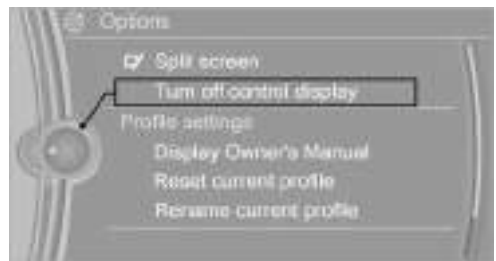 Options
Split screen
Turn off control display
Profile settings
Display Owner's Manual
Reset current profile
Rename current profile